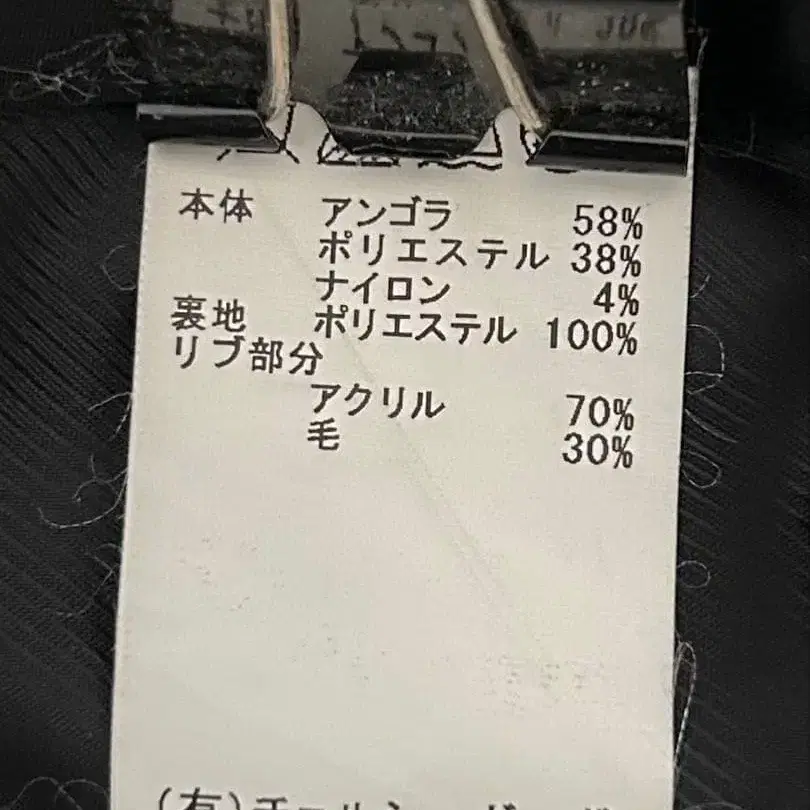 本体 アンゴラ 58%
ポリエステル 38%
ナイロン 4%
裏地 ポリエステル 100%
リブ部分
アクリル 70%
毛 30%
(有)